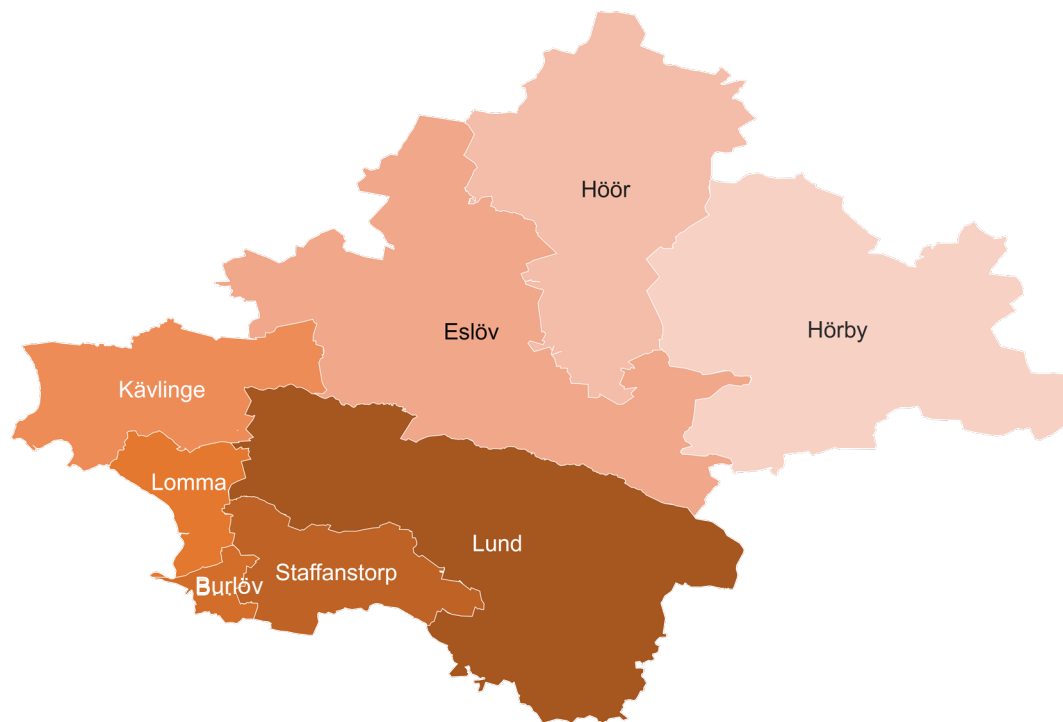 Höör
Hörby
Eslöv
Kävlinge
Lomma
Lund
Staffanstorp
Burlöv